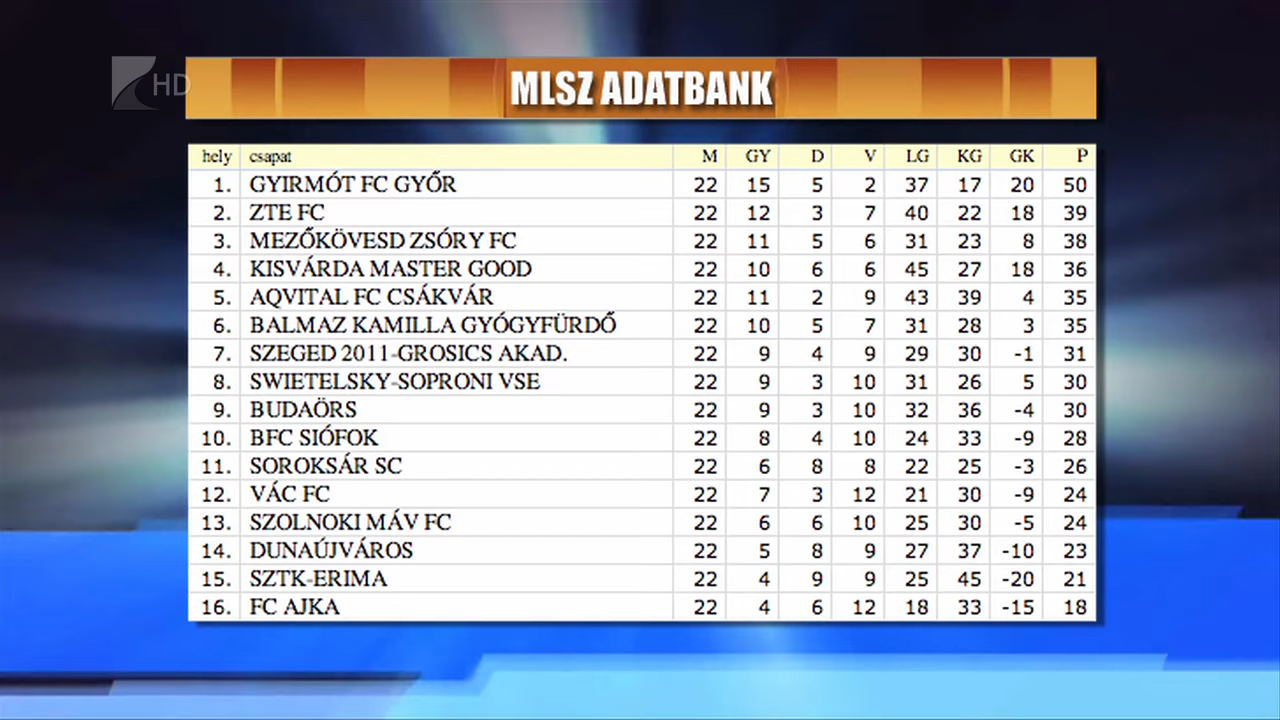 HD
MLSZ ADATBANK
hely csapat M GY D V LG KG GK P
1. GYIRMÓT FC GYŐR 22 15 5 2 37 17 20 50
2. ZTE FC 22 12 3 7 40 22 18 39
3. MEZŐKÖVESD ZSÓRY FC 22 11 5 6 31 23 8 38
4. KISVÁRDA MASTER GOOD 22 10 6 6 45 27 18 36
5. AQVITAL FC CSÁKVÁR 22 11 2 9 43 39 4 35
6. BALMAZ KAMILLA GYÓGYFÜRDŐ 22 10 5 7 31 28 3 35
7. SZEGED 2011-GROSICS AKAD. 22 9 4 9 29 30 -1 31
8. SWIETELSKY-SOPRONI VSE 22 9 3 10 31 26 5 30
9. BUDAÖRS 22 9 3 10 32 36 -4 30
10. BFC SIÓFOK 22 8 4 10 24 33 -9 28
11. SOROKSÁR SC 22 6 8 8 22 25 -3 26
12. VÁC FC 22 7 3 12 21 30 -9 24
13. SZOLNOKI MÁV FC 22 6 6 10 25 30 -5 24
14. DUNAÚJVÁROS 22 5 8 9 27 37 -10 23
15. SZTK-ERIMA 22 4 9 9 25 45 -20 21
16. FC AJKA 22 4 6 12 18 33 -15 18